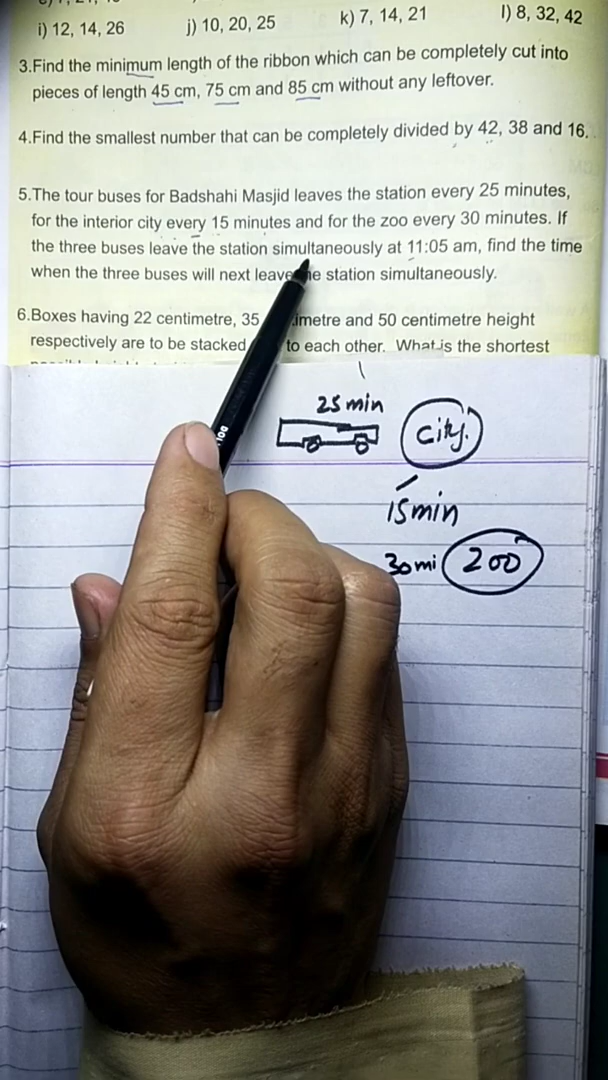 i) 12, 14, 26 j) 10, 20, 25 k) 7, 14, 21 l) 8, 32, 42
3.Find the minimum length of the ribbon which can be completely cut into
pieces of length 45 cm, 75 cm and 85 cm without any leftover.
4.Find the smallest number that can be completely divided by 42, 38 and 16.
5.The tour buses for Badshahi Masjid leaves the station every 25 minutes,
for the interior city every 15 minutes and for the zoo every 30 minutes. If
the three buses leave the station simultaneously at 11:05 am, find the time
when the three buses will next leave station simultaneously.
6.Boxes having 22 centimetre, 35 and 50 centimetre height
respectively are to be stacked to each other. What is the shortest
25 min
city.
15min
30mi zoo